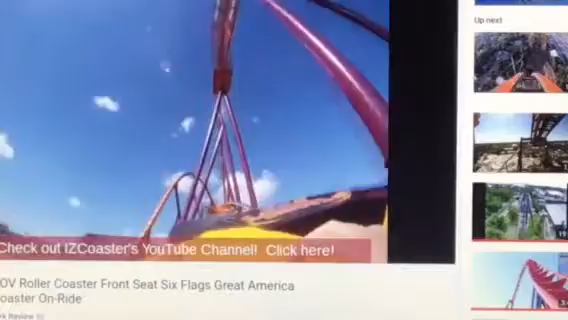 Up next
Check out IZCoaster's YouTube Channel! Click here!
OV Roller Coaster Front Seat Six Flags Great America
oaster On-Ride
Review